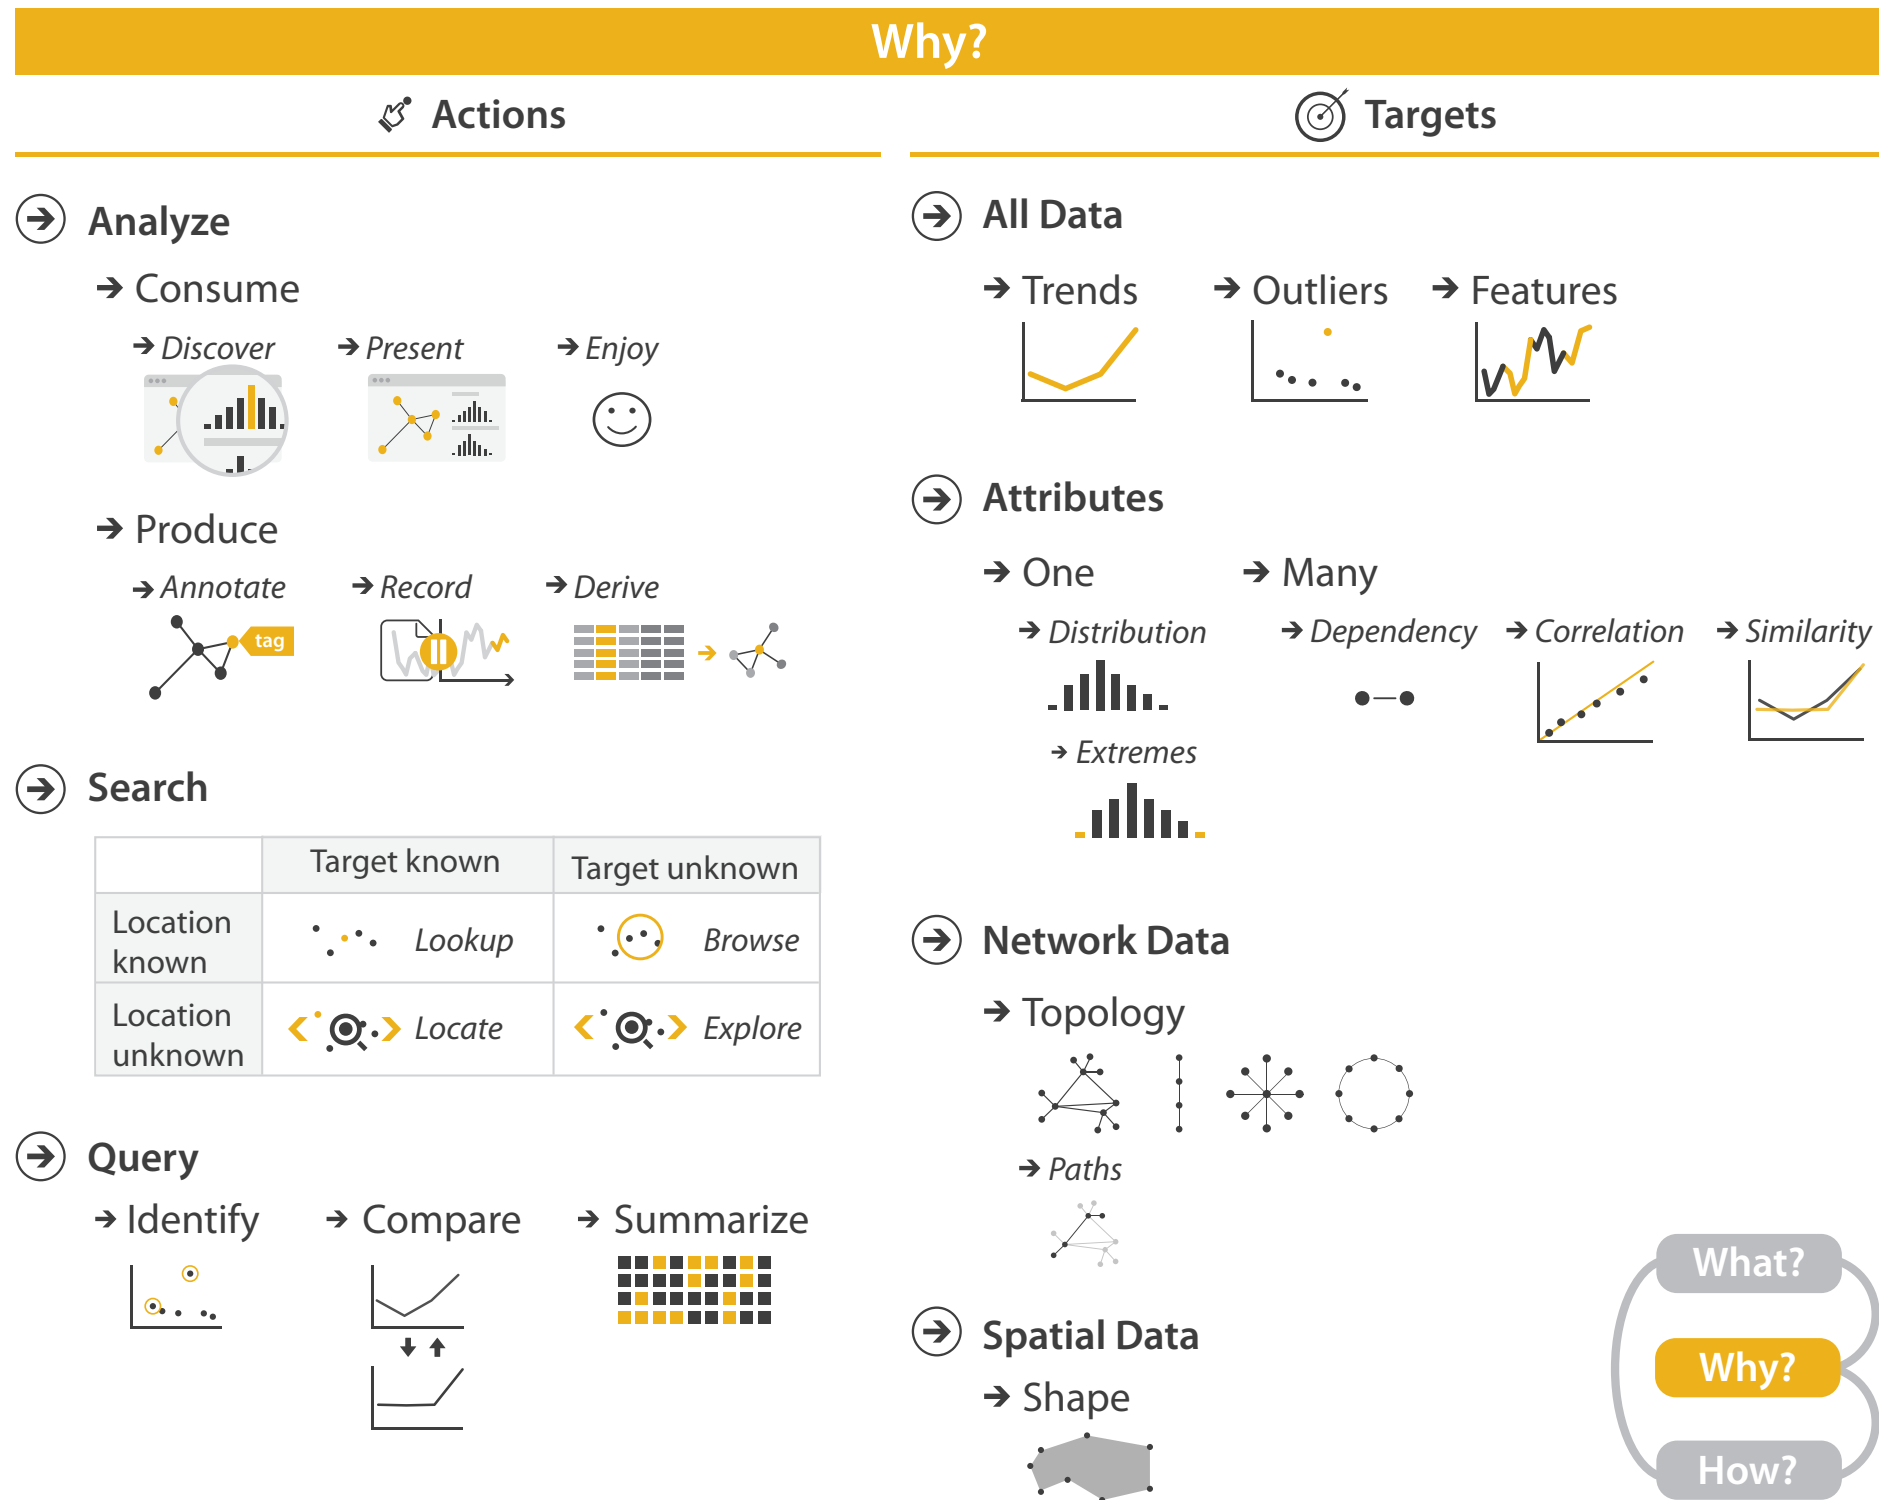 Why?
Actions
Analyze
Consume
Discover
Present
Enjoy
Produce
Annotate
Record
Derive
tag
Search
Target known
Target unknown
Location
known
Lookup
Browse
Location
unknown
Locate
Explore
Query
Identify
Compare
Summarize
Targets
All Data
Trends
Outliers
Features
Attributes
One
Many
Distribution
Dependency
Correlation
Similarity
Extremes
Network Data
Topology
Paths
Spatial Data
Shape
What?
Why?
How?